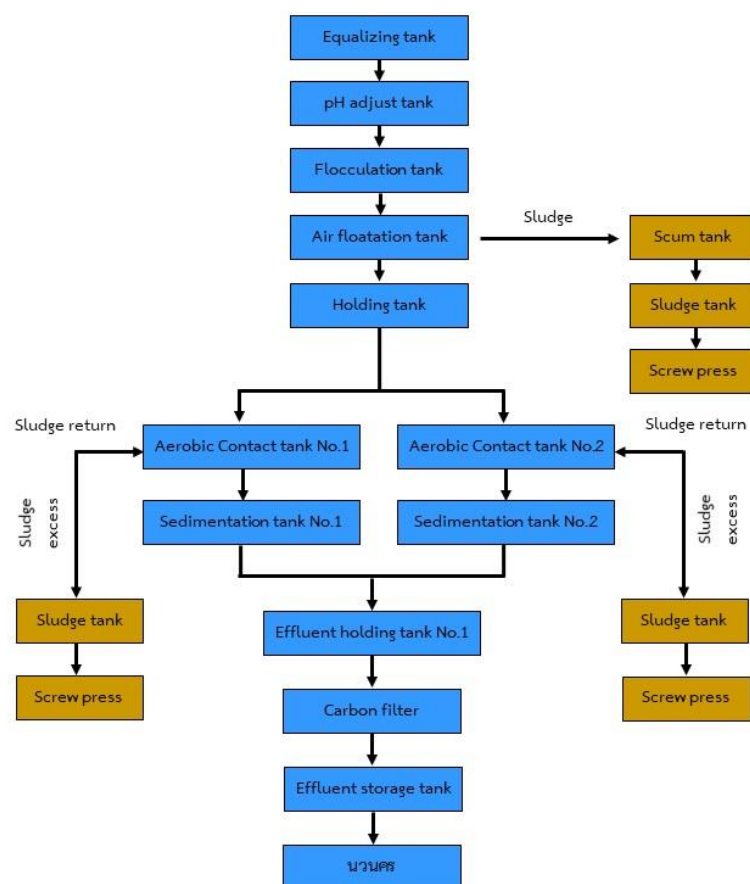 Equalizing tank
pH adjust tank
Flocculation tank
Sludge
Air floatation tank
Scum tank
Holding tank
Sludge tank
Screw press
Sludge return
Sludge return
Aerobic Contact tank No.1
Aerobic Contact tank No.2
Sludge
excess
Sludge
excess
Sedimentation tank No.1
Sedimentation tank No.2
Sludge tank
Effluent holding tank No.1
Sludge tank
Screw press
Carbon filter
Screw press
Effluent storage tank
นวนคร